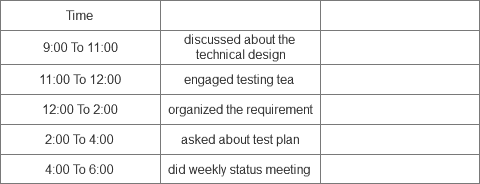 Time
9:00 To 11:00
discussed about the
technical design
11:00 To 12:00
engaged testing tea
12:00 To 2:00
organized the requirement
2:00 To 4:00
asked about test plan
4:00 To 6:00
did weekly status meeting